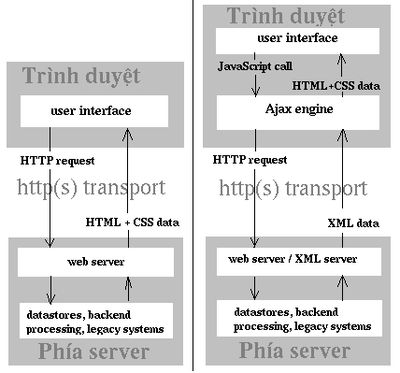 Trình duyệt
user interface
HTTP request
http(s) transport
HTML + CSS data
web server
datastores, backend
processing, legacy systems
Phía server
Trình duyệt
user interface
JavaScript call
HTML+CSS data
Ajax engine
HTTP request
http(s) transport
XML data
web server / XML server
datastores, backend
processing, legacy systems
Phía server